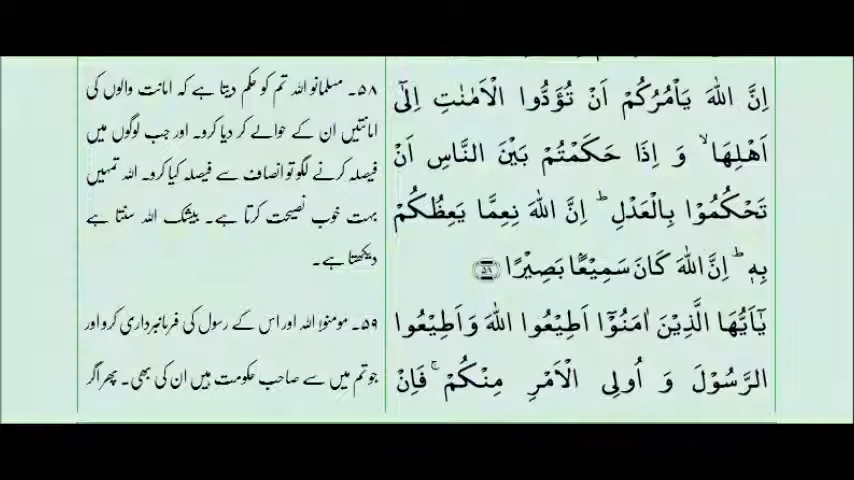 اِنَّ اللهَ يَاْمُرُكُمْ اَنْ تُؤَدُّوا الْاَمٰنٰتِ اِلٰٓى
اَهْلِهَا ۙ وَ اِذَا حَكَمْتُمْ بَيْنَ النَّاسِ اَنْ
تَحْكُمُوْا بِالْعَدْلِ ؕ اِنَّ اللهَ نِعِمَّا يَعِظُكُمْ
بِهٖ ؕ اِنَّ اللهَ كَانَ سَمِيْعًۢا بَصِيْرًا ۵۸
يٰۤاَيُّهَا الَّذِيْنَ اٰمَنُوْۤا اَطِيْعُوا اللهَ وَ اَطِيْعُوا
الرَّسُوْلَ وَ اُولِى الْاَمْرِ مِنْكُمْ ۚ فَاِنْ
۵۸۔ مسلمانو اللہ تم کو حکم دیتا ہے کہ امانت والوں کی
امانتیں ان کے حوالے کر دیا کرو۔ اور جب لوگوں میں
فیصلہ کرنے لگو تو انصاف سے فیصلہ کیا کرو۔ اللہ تمہیں
بہت خوب نصیحت کرتا ہے۔ بیشک اللہ سنتا ہے
دیکھتا ہے۔
۵۹۔ مومنو! اللہ اور اس کے رسول کی فرمانبرداری کرو اور
جو تم میں سے صاحب حکومت ہیں ان کی بھی۔ پھر اگر